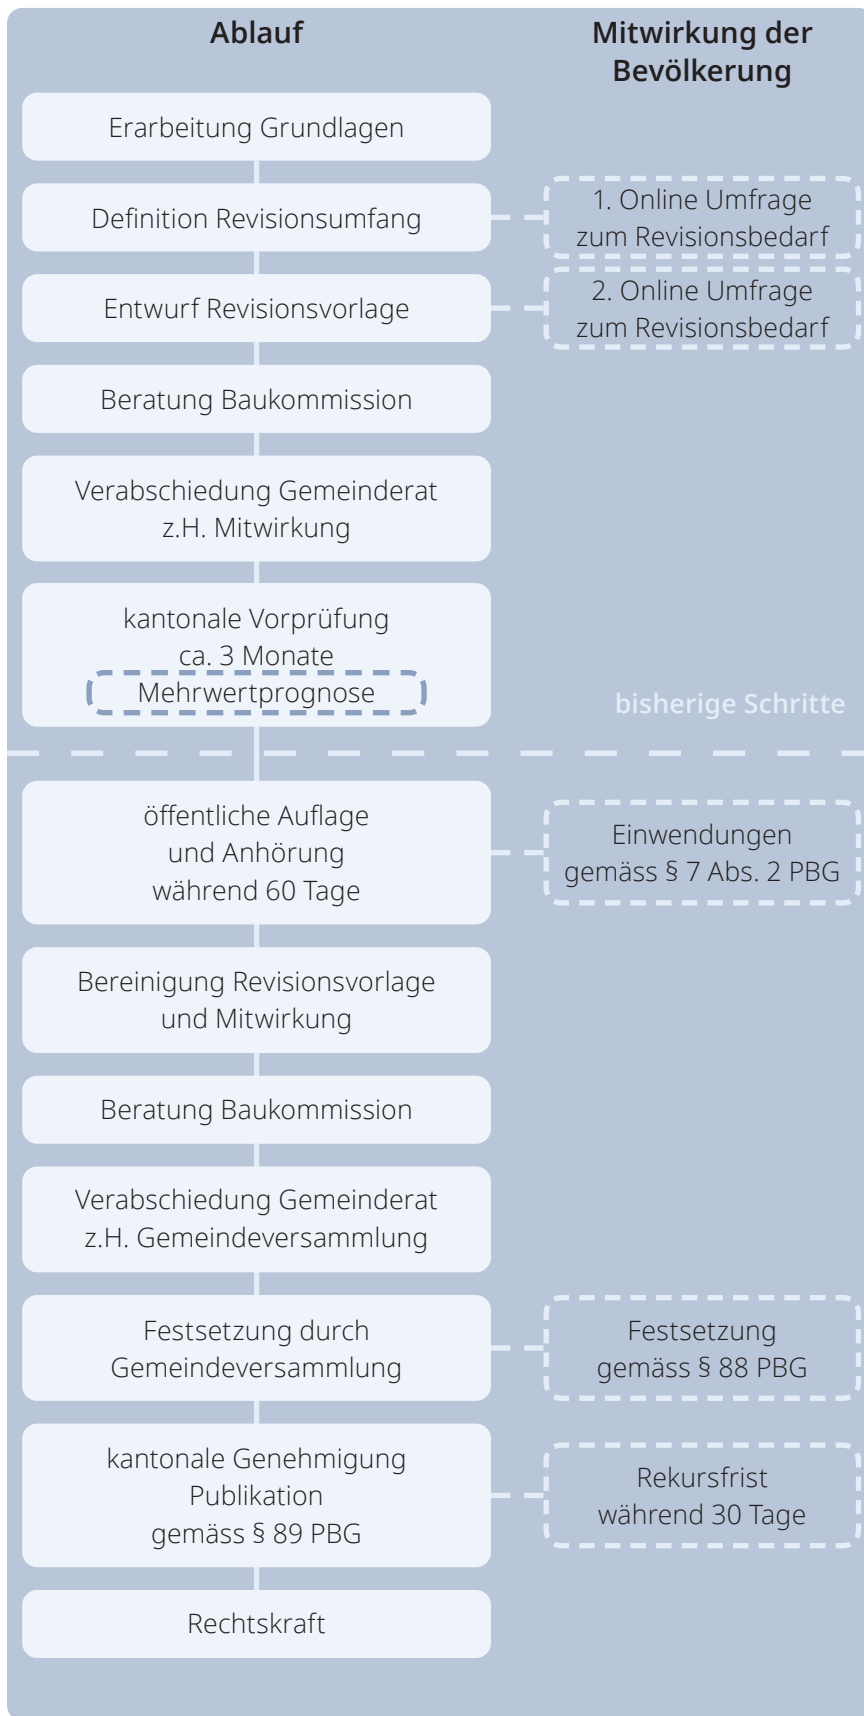 Ablauf
Mitwirkung der
Bevölkerung
Erarbeitung Grundlagen
Definition Revisionsumfang
1. Online Umfrage
zum Revisionsbedarf
Entwurf Revisionsvorlage
2. Online Umfrage
zum Revisionsbedarf
Beratung Baukommission
Verabschiedung Gemeinderat
z.H. Mitwirkung
kantonale Vorprüfung
ca. 3 Monate
Mehrwertprognose
bisherige Schritte
öffentliche Auflage
und Anhörung
während 60 Tage
Einwendungen
gemäss § 7 Abs. 2 PBG
Bereinigung Revisionsvorlage
und Mitwirkung
Beratung Baukommission
Verabschiedung Gemeinderat
z.H. Gemeindeversammlung
Festsetzung durch
Gemeindeversammlung
Festsetzung
gemäss § 88 PBG
kantonale Genehmigung
Publikation
gemäss § 89 PBG
Rekursfrist
während 30 Tage
Rechtskraft